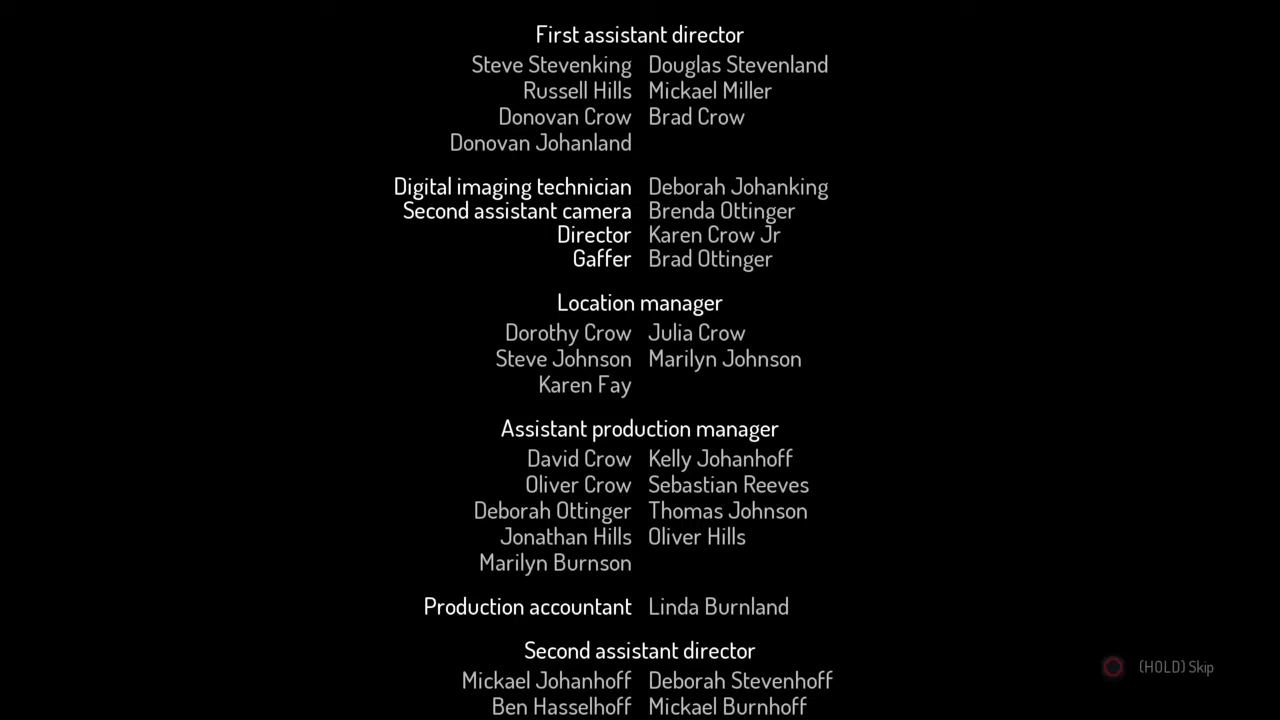 First assistant director
Steve Stevenking Douglas Stevenland
Russell Hills Mickael Miller
Donovan Crow Brad Crow
Donovan Johanland
Digital imaging technician Deborah Johanking
Second assistant camera Brenda Ottinger
Director Karen Crow Jr
Gaffer Brad Ottinger
Location manager
Dorothy Crow Julia Crow
Steve Johnson Marilyn Johnson
Karen Fay
Assistant production manager
David Crow Kelly Johanhoff
Oliver Crow Sebastian Reeves
Deborah Ottinger Thomas Johnson
Jonathan Hills Oliver Hills
Marilyn Burnson
Production accountant Linda Burnland
Second assistant director
(HOLD) Skip
Mickael Johanhoff Deborah Stevenhoff
Ben Hasselhoff Mickael Burnhoff